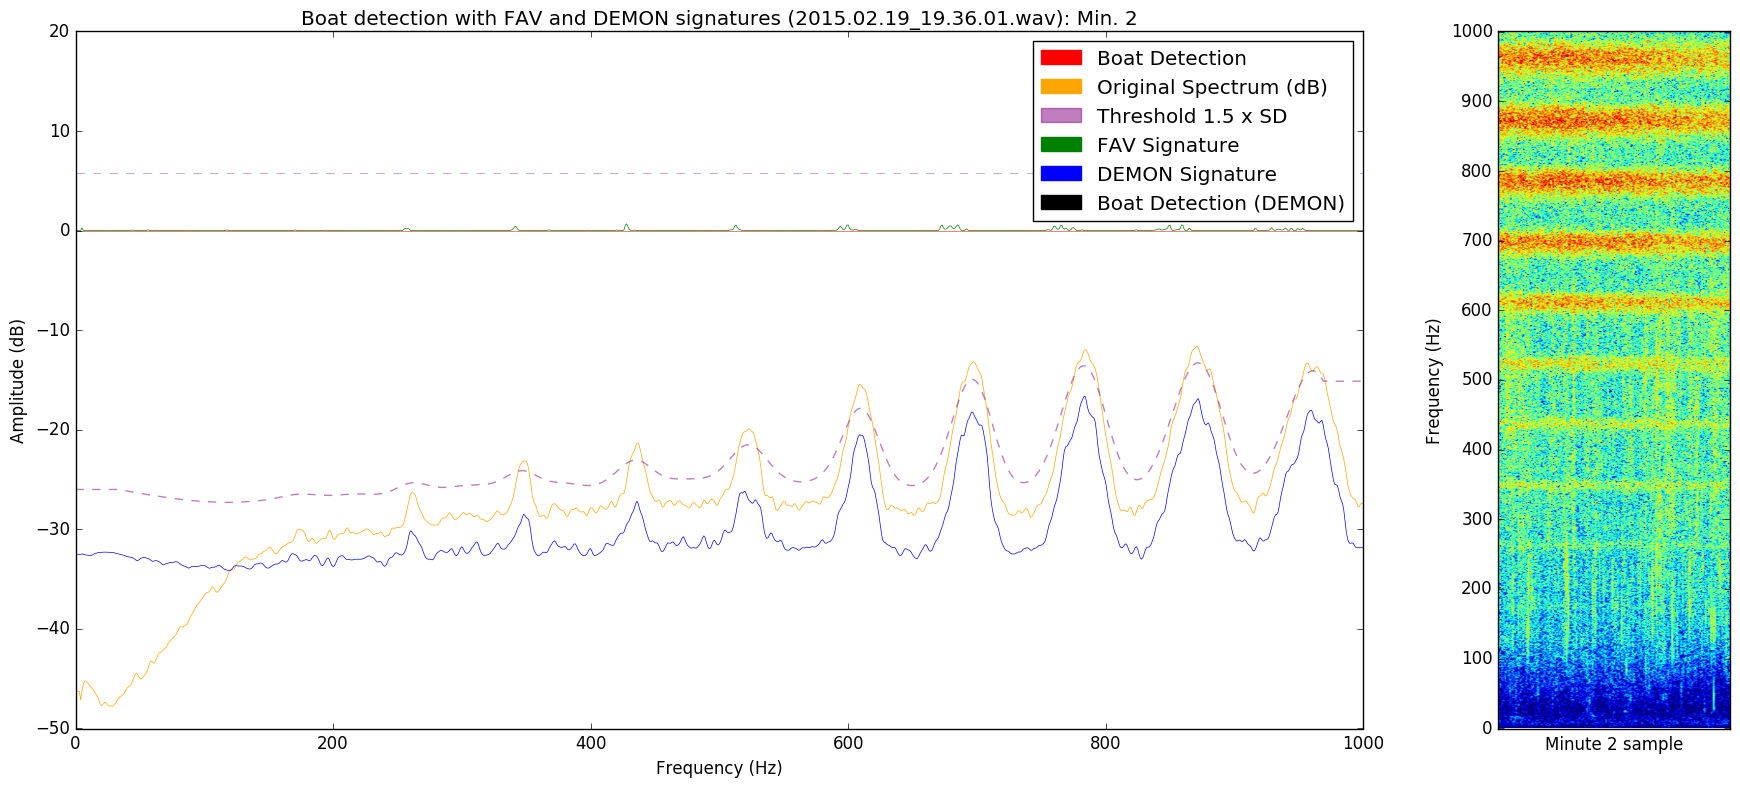 Boat detection with FAV and DEMON signatures (2015.02.19_19.36.01.wav): Min. 2
20
10
0
−10
−20
−30
−40
−50
Amplitude (dB)
0 200 400 600 800 1000
Frequency (Hz)
Boat Detection
Original Spectrum (dB)
Threshold 1.5 x SD
FAV Signature
DEMON Signature
Boat Detection (DEMON)
1000
900
800
700
600
500
400
300
200
100
0
Frequency (Hz)
Minute 2 sample